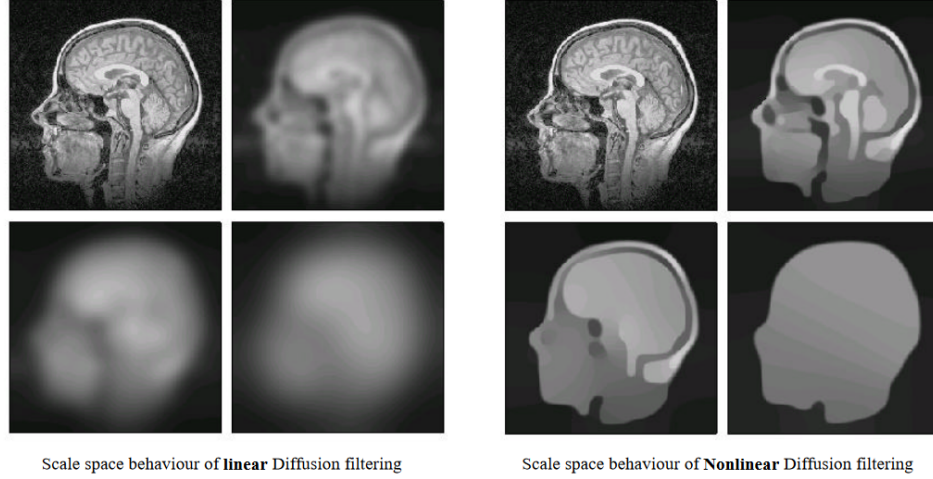 Scale space behaviour of linear Diffusion filtering
Scale space behaviour of Nonlinear Diffusion filtering